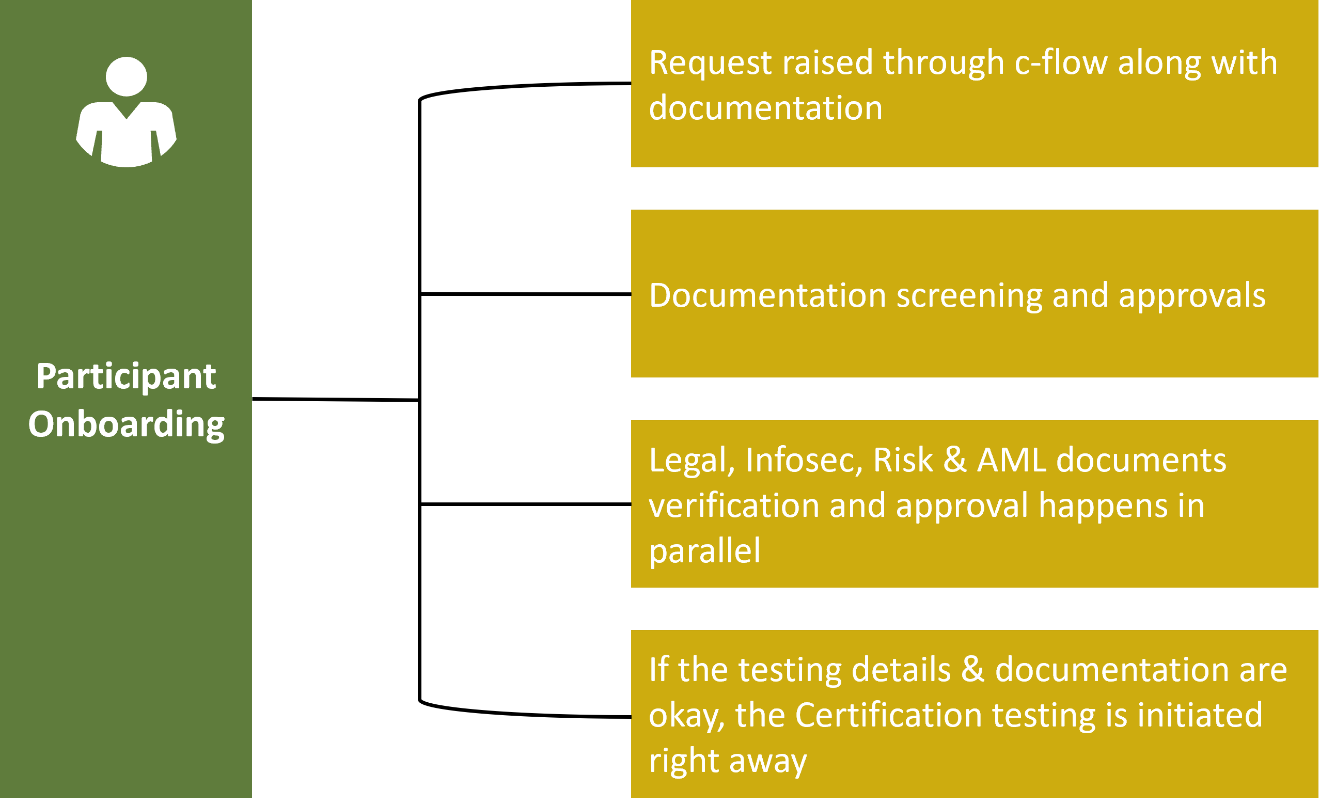 Participant
Onboarding
Request raised through c-flow along with
documentation
Documentation screening and approvals
Legal, Infosec, Risk & AML documents
verification and approval happens in
parallel
If the testing details & documentation are
okay, the Certification testing is initiated
right away